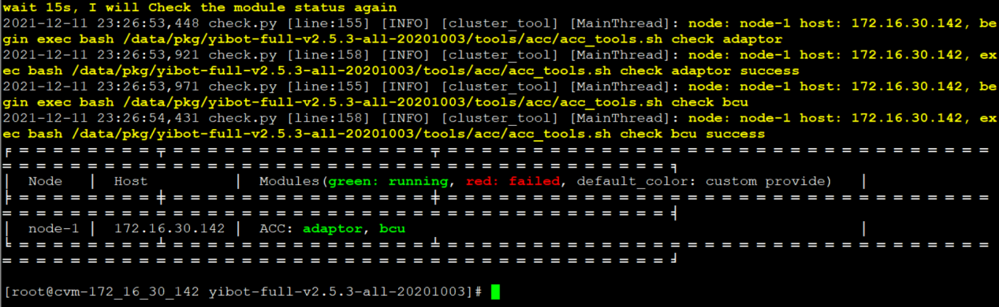 wait 15s, I will Check the module status again
2021-12-11 23:26:53,448 check.py [line:155] [INFO] [cluster_tool] [MainThread]: node: node-1 host: 172.16.30.142, be
gin exec bash /data/pkg/yibot-full-v2.5.3-all-20201003/tools/acc/acc_tools.sh check adaptor
2021-12-11 23:26:53,921 check.py [line:158] [INFO] [cluster_tool] [MainThread]: node: node-1 host: 172.16.30.142, ex
ec bash /data/pkg/yibot-full-v2.5.3-all-20201003/tools/acc/acc_tools.sh check adaptor success
2021-12-11 23:26:53,971 check.py [line:155] [INFO] [cluster_tool] [MainThread]: node: node-1 host: 172.16.30.142, be
gin exec bash /data/pkg/yibot-full-v2.5.3-all-20201003/tools/acc/acc_tools.sh check bcu
2021-12-11 23:26:54,431 check.py [line:158] [INFO] [cluster_tool] [MainThread]: node: node-1 host: 172.16.30.142, ex
ec bash /data/pkg/yibot-full-v2.5.3-all-20201003/tools/acc/acc_tools.sh check bcu success
│ Node │ Host │ Modules(green: running, red: failed, default_color: custom provide) │
│ node-1 │ 172.16.30.142 │ ACC: adaptor, bcu │
[root@cvm-172_16_30_142 yibot-full-v2.5.3-all-20201003]#